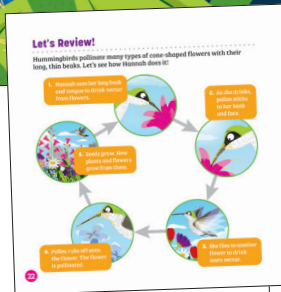 Let's Review!
Hummingbirds pollinate many types of cone-shaped flowers with their
long, thin beaks. Let's see how Hannah does it!
1. Hannah uses her long beak
and tongue to drink nectar
from flowers.
2. As she drinks,
pollen sticks
to her beak
and face.
3. She flies to another
flower to drink
more nectar.
4. Pollen rubs off onto
the flower. The flower
is pollinated.
5. Seeds grow. New
plants and flowers
grow from them.
22